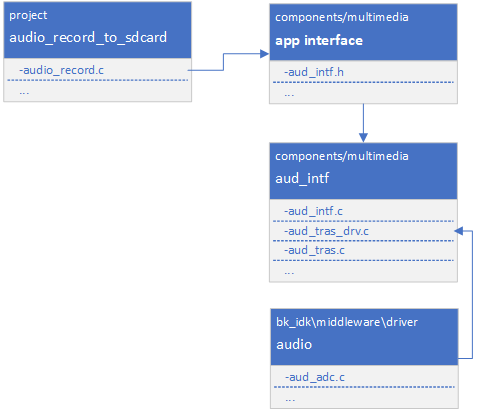 project
audio_record_to_sdcard
-audio_record.c
...
components/multimedia
app interface
-aud_intf.h
...
components/multimedia
aud_intf
-aud_intf.c
-aud_tras_drv.c
-aud_tras.c
...
bk_idk\middleware\driver
audio
-aud_adc.c
...